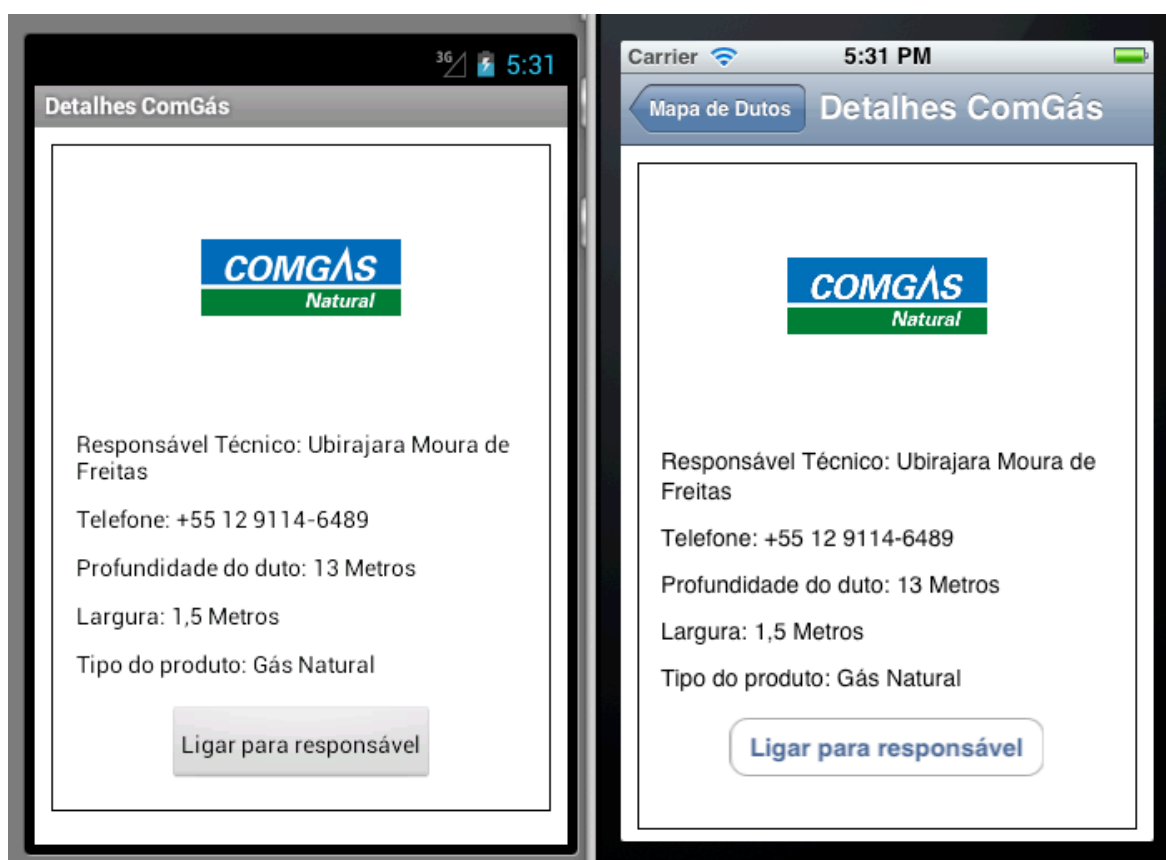 3G 5:31
Detalhes ComGás
COMGÁS
Natural
Responsável Técnico: Ubirajara Moura de
Freitas
Telefone: +55 12 9114-6489
Profundidade do duto: 13 Metros
Largura: 1,5 Metros
Tipo do produto: Gás Natural
Ligar para responsável
Carrier 5:31 PM
Mapa de Dutos Detalhes ComGás
COMGÁS
Natural
Responsável Técnico: Ubirajara Moura de
Freitas
Telefone: +55 12 9114-6489
Profundidade do duto: 13 Metros
Largura: 1,5 Metros
Tipo do produto: Gás Natural
Ligar para responsável